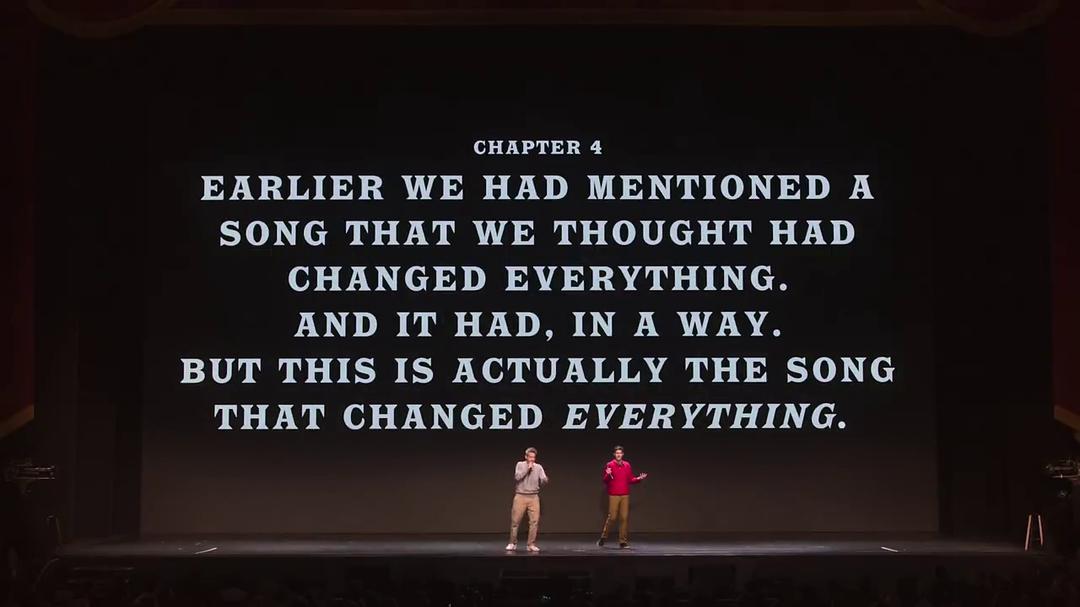 CHAPTER 4
EARLIER WE HAD MENTIONED A
SONG THAT WE THOUGHT HAD
CHANGED EVERYTHING.
AND IT HAD, IN A WAY.
BUT THIS IS ACTUALLY THE SONG
THAT CHANGED EVERYTHING.